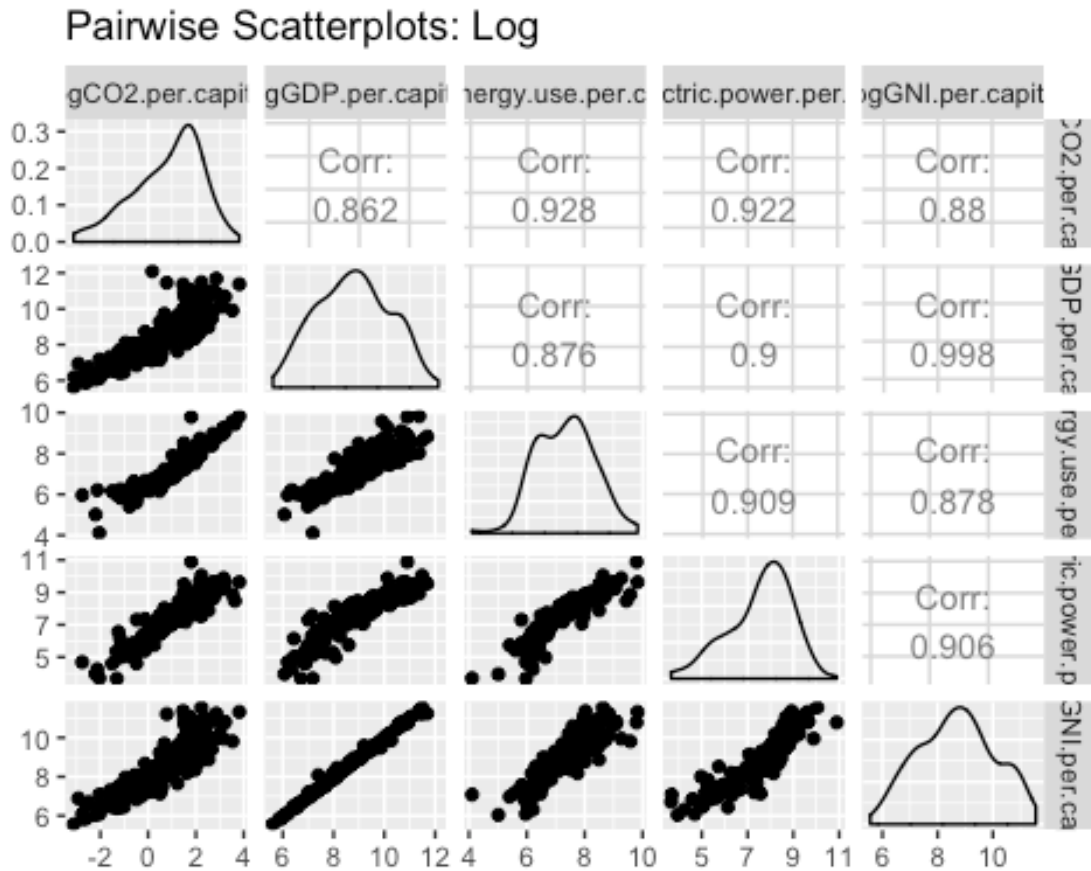 Pairwise Scatterplots: Log
gCO2.per.capit gGDP.per.capit nergy.use.per.c ctric.power.per. ogGNI.per.capit
0.3
0.2
0.1
0.0
Corr:
0.862
Corr:
0.928
Corr:
0.922
Corr:
0.88
CO2.per.ca
12
10
8
6
Corr:
0.876
Corr:
0.9
Corr:
0.998
GDP.per.ca
10
8
6
4
Corr:
0.909
Corr:
0.878
rgy.use.pe
11
9
7
5
Corr:
0.906
ric.power.p
10
8
6
GNI.per.ca
-2 0 2 4 6 8 10 12 4 6 8 10 5 7 9 11 6 8 10